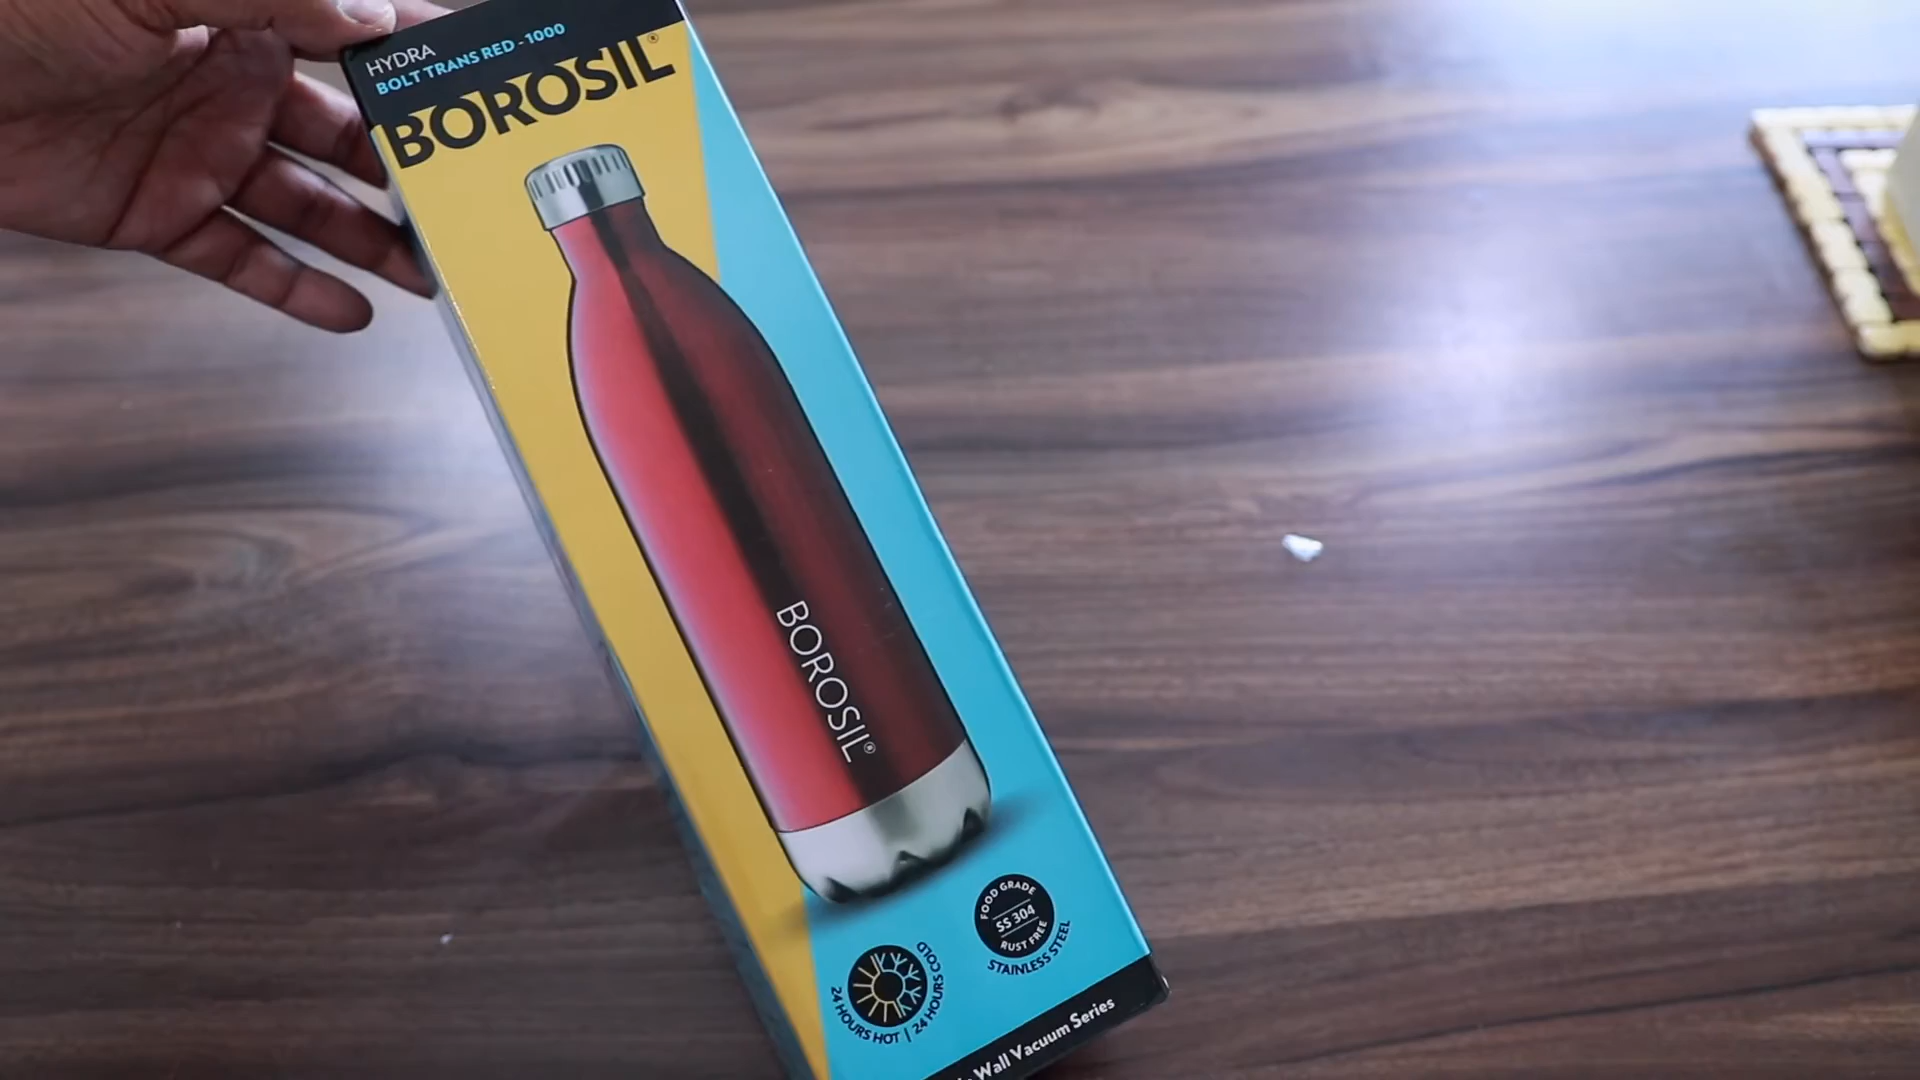 HYDRA
BOLT TRANS RED - 1000
BOROSIL®
BOROSIL®
FOOD GRADE
SS 304
RUST FREE
STAINLESS STEEL
24 HOURS HOT | 24 HOURS COLD
Wall Vacuum Series